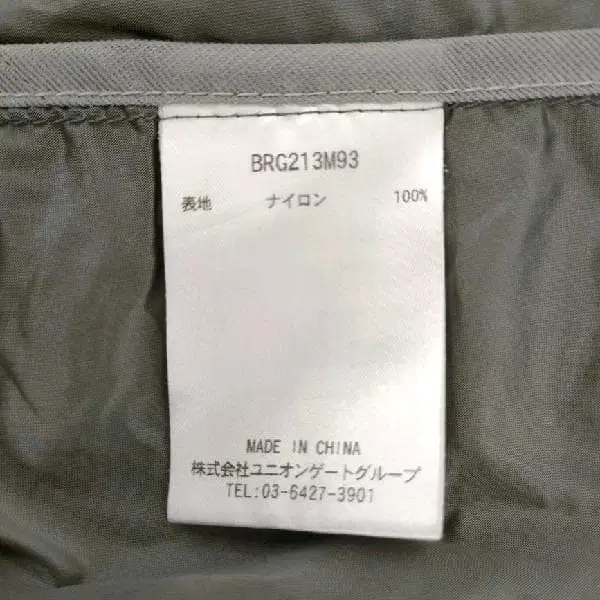 BRG213M93
表地 ナイロン 100%
MADE IN CHINA
株式会社ユニオンゲートグループ
TEL:03-6427-3901